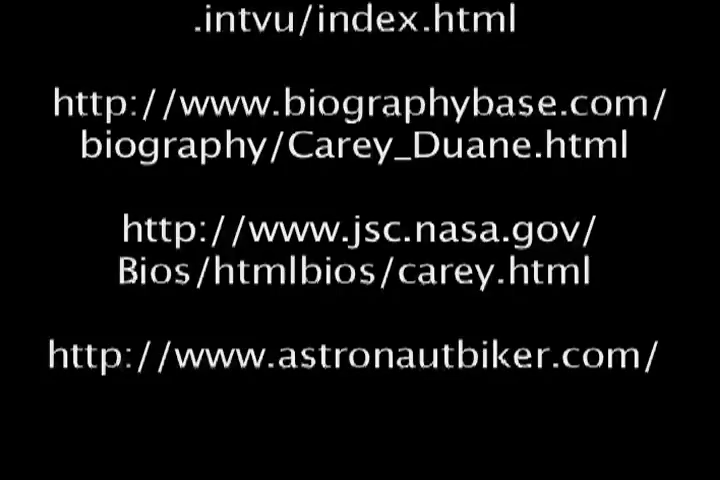 .intvu/index.html
http://www.biographybase.com/
biography/Carey_Duane.html
http://www.jsc.nasa.gov/
Bios/htmlbios/carey.html
http://www.astronautbiker.com/